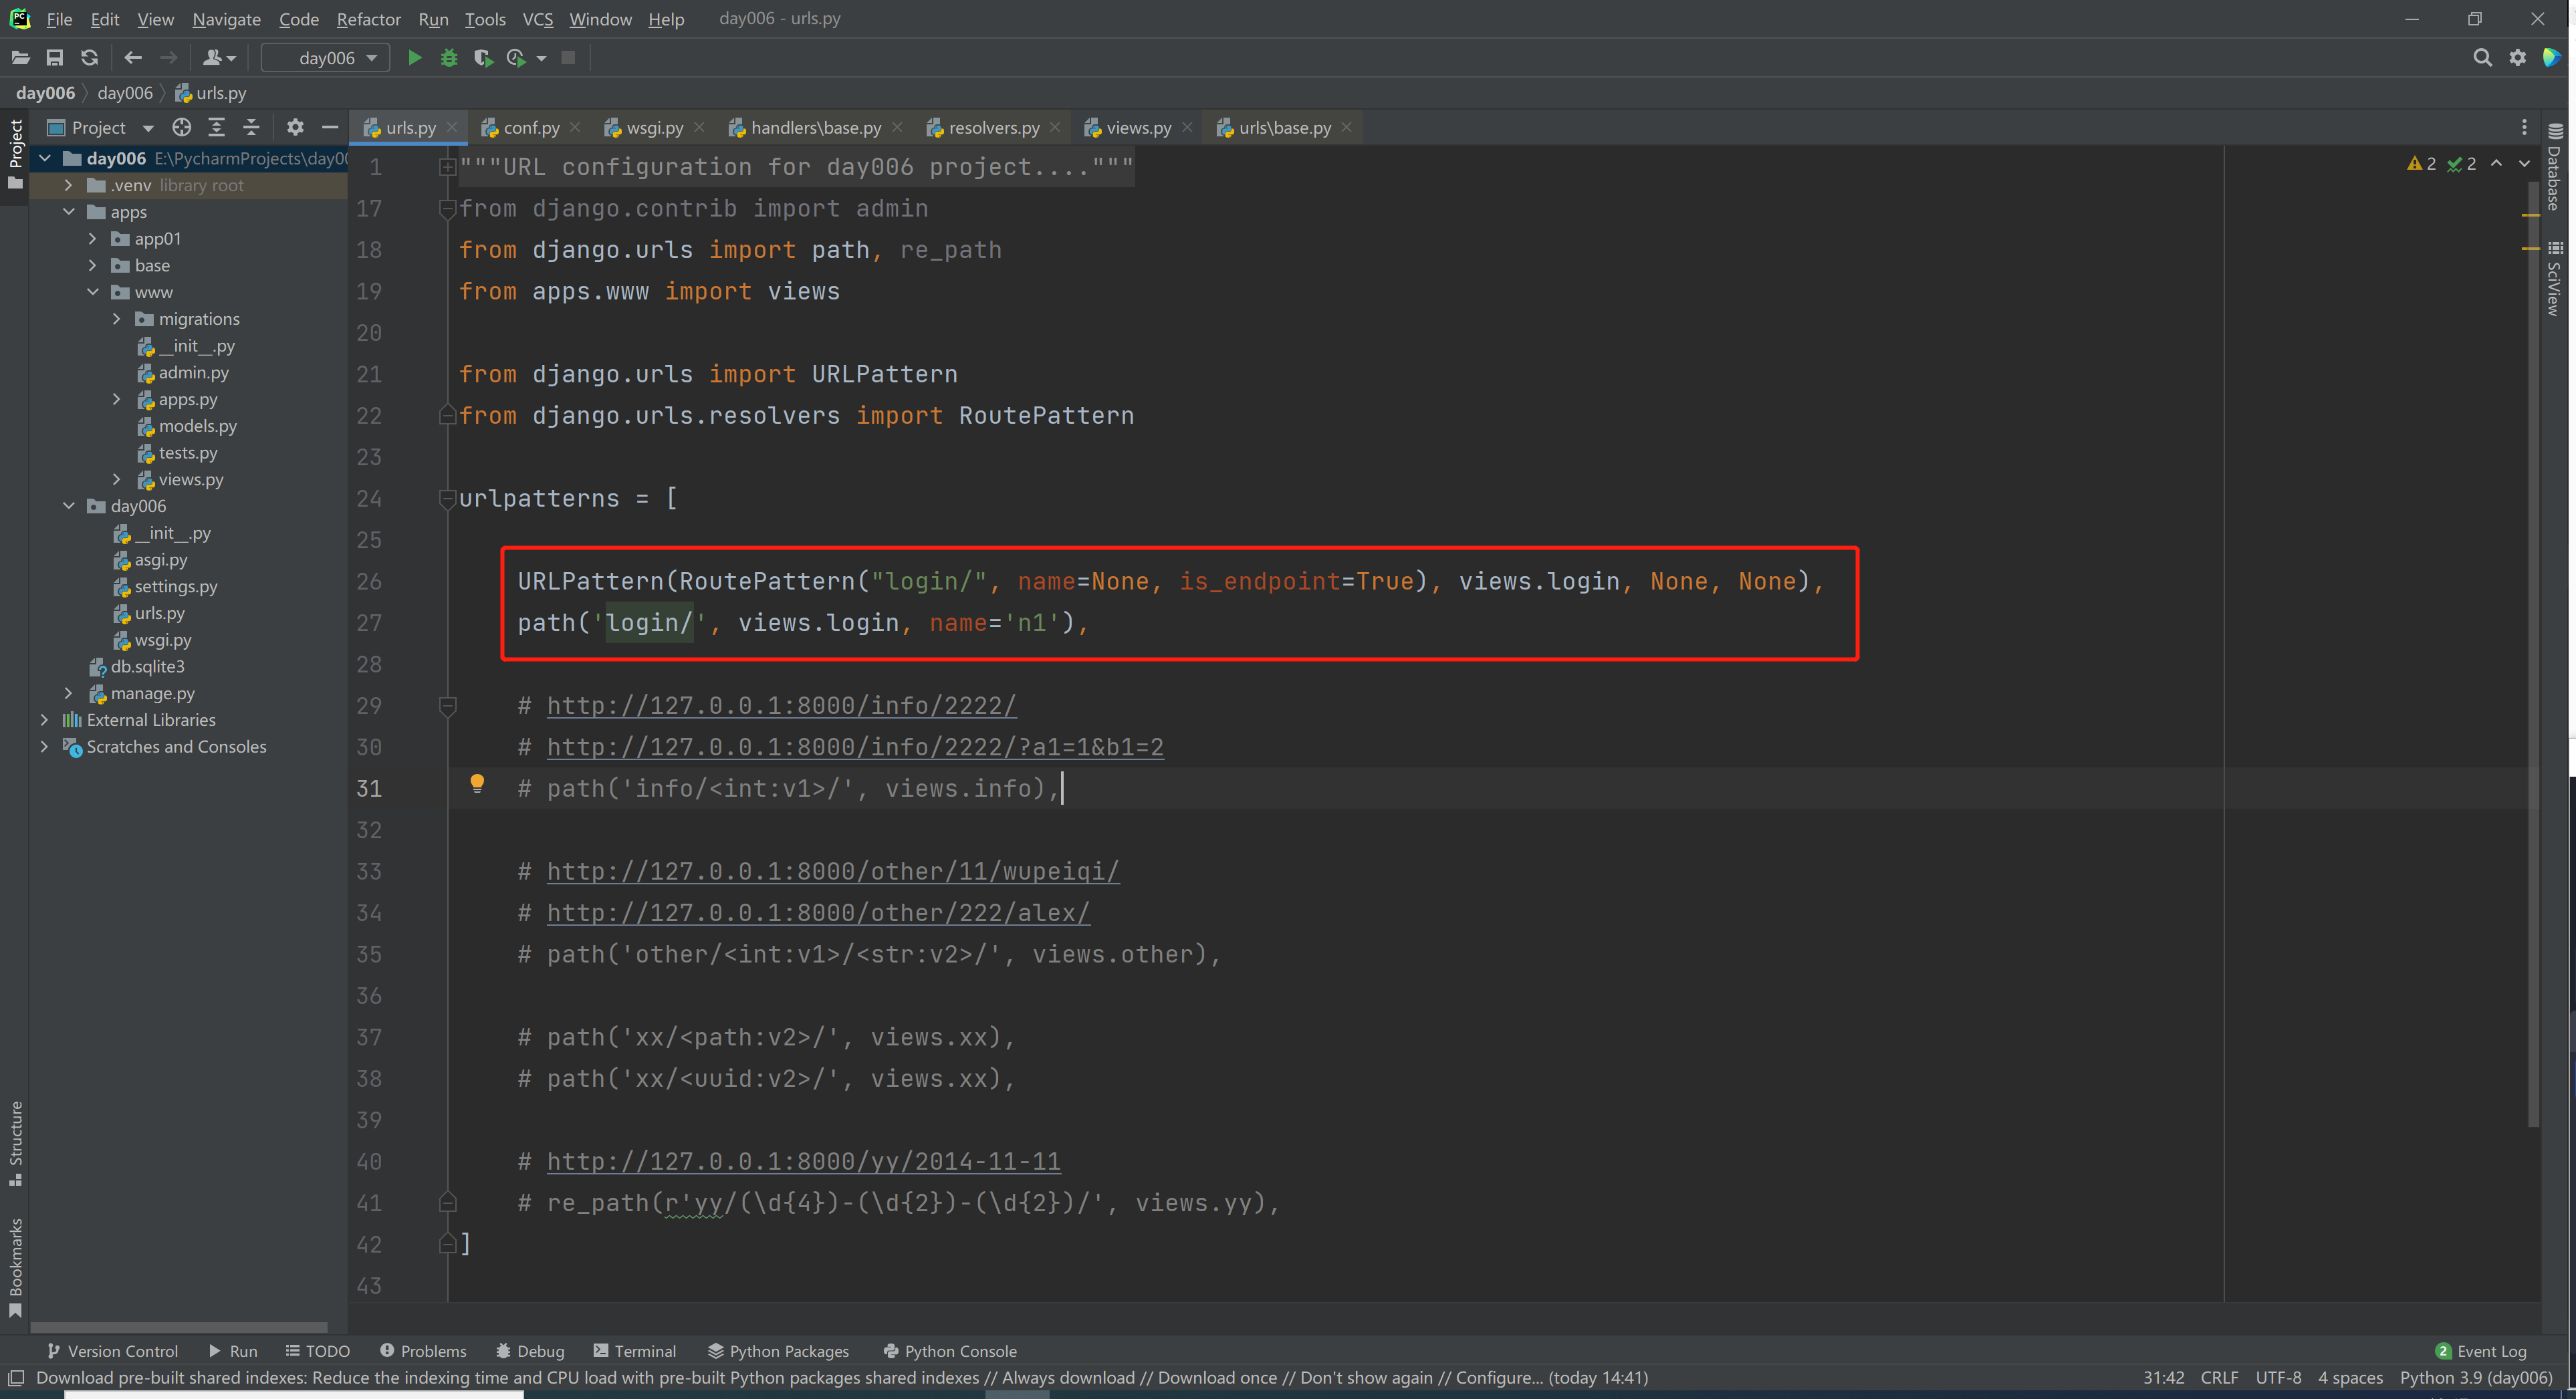 File Edit View Navigate Code Refactor Run Tools VCS Window Help day006 - urls.py
day006
day006 day006 urls.py
Project urls.py conf.py wsgi.py handlers\base.py resolvers.py views.py urls\base.py
Project
Structure
Bookmarks
Database
SciView
day006 E:\PycharmProjects\day00
.venv library root
apps
app01
base
www
migrations
__init__.py
admin.py
apps.py
models.py
tests.py
views.py
day006
__init__.py
asgi.py
settings.py
urls.py
wsgi.py
db.sqlite3
manage.py
External Libraries
Scratches and Consoles
2 2
1 """URL configuration for day006 project...."""
17 from django.contrib import admin
18 from django.urls import path, re_path
19 from apps.www import views
20
21 from django.urls import URLPattern
22 from django.urls.resolvers import RoutePattern
23
24 urlpatterns = [
25
26 URLPattern(RoutePattern("login/", name=None, is_endpoint=True), views.login, None, None),
27 path('login/', views.login, name='n1'),
28
29 # http://127.0.0.1:8000/info/2222/
30 # http://127.0.0.1:8000/info/2222/?a1=1&b1=2
31 # path('info/<int:v1>/', views.info),
32
33 # http://127.0.0.1:8000/other/11/wupeiqi/
34 # http://127.0.0.1:8000/other/222/alex/
35 # path('other/<int:v1>/<str:v2>/', views.other),
36
37 # path('xx/<path:v2>/', views.xx),
38 # path('xx/<uuid:v2>/', views.xx),
39
40 # http://127.0.0.1:8000/yy/2014-11-11
41 # re_path(r'yy/(\d{4})-(\d{2})-(\d{2})/', views.yy),
42 ]
43
Version Control Run TODO Problems Debug Terminal Python Packages Python Console 2 Event Log
Download pre-built shared indexes: Reduce the indexing time and CPU load with pre-built Python packages shared indexes // Always download // Download once // Don't show again // Configure... (today 14:41) 31:42 CRLF UTF-8 4 spaces Python 3.9 (day006)